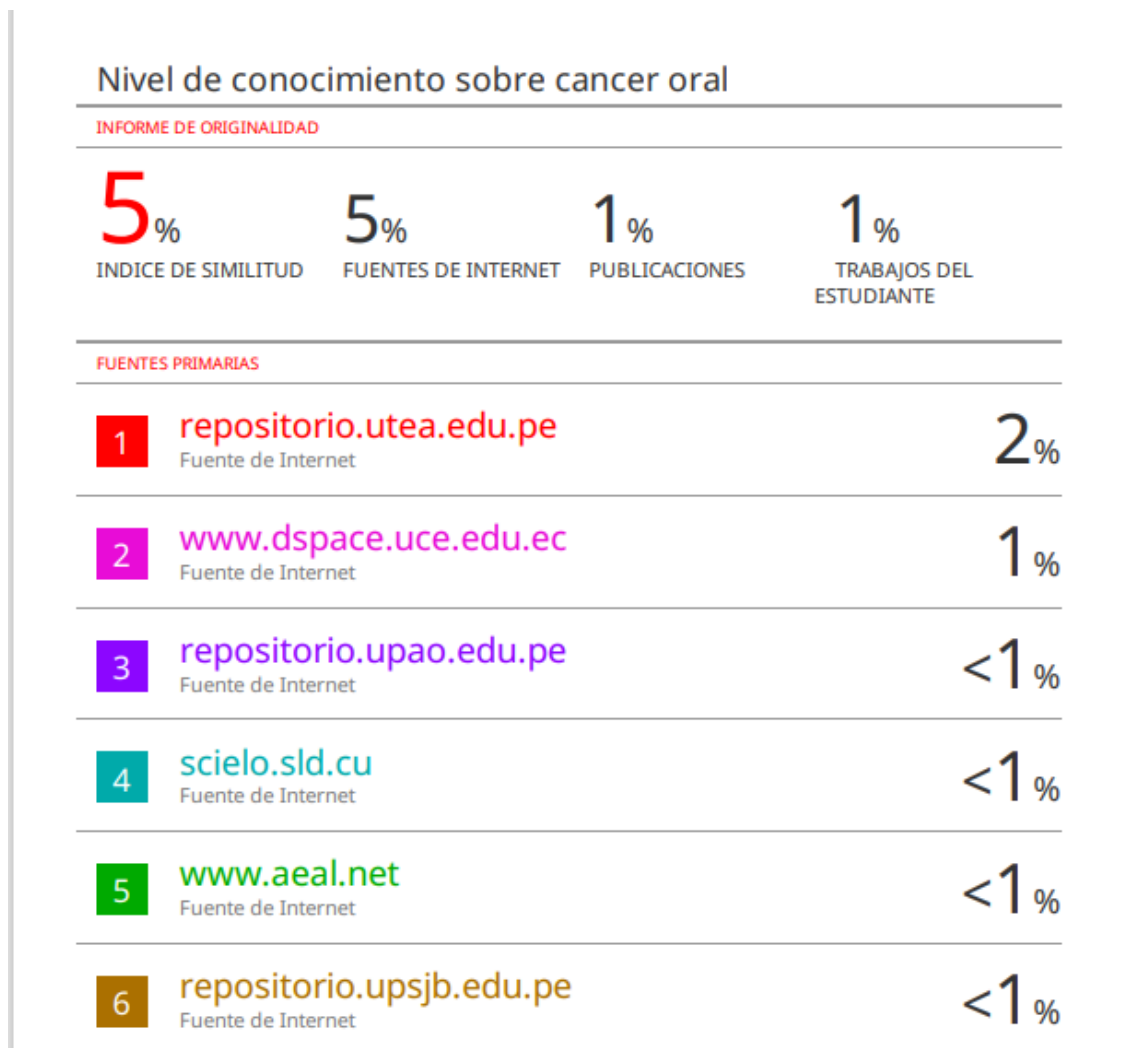 Nivel de conocimiento sobre cancer oral
INFORME DE ORIGINALIDAD
5% 5% 1% 1%
INDICE DE SIMILITUD FUENTES DE INTERNET PUBLICACIONES TRABAJOS DEL
ESTUDIANTE
FUENTES PRIMARIAS
1 repositorio.utea.edu.pe 2%
Fuente de Internet
2 www.dspace.uce.edu.ec 1%
Fuente de Internet
3 repositorio.upao.edu.pe <1%
Fuente de Internet
4 scielo.sld.cu <1%
Fuente de Internet
5 www.aeal.net <1%
Fuente de Internet
6 repositorio.upsjb.edu.pe <1%
Fuente de Internet